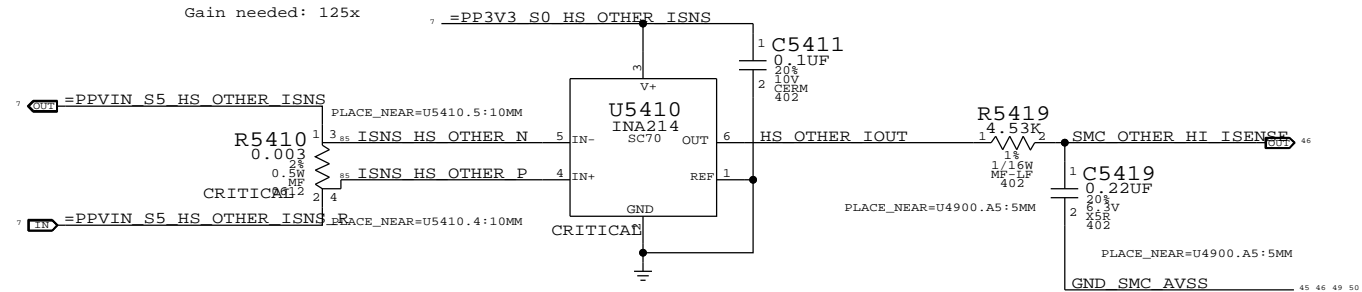 Gain needed: 125x
7 =PP3V3_S0_HS_OTHER_ISNS
1 C5411
0.1UF
20%
10V
2 CERM
402
3
V+
7 OUT =PPVIN_S5_HS_OTHER_ISNS
PLACE_NEAR=U5410.5:10MM
U5410
INA214
SC70
R5410 1 3
0.003
2%
0.5W
MF
0612
CRITICAL 2 4
85 ISNS_HS_OTHER_N 5 IN-
85 ISNS_HS_OTHER_P 4 IN+
OUT 6 HS_OTHER_IOUT
REF 1
GND
2
CRITICAL
7 IN =PPVIN_S5_HS_OTHER_ISNS_R
PLACE_NEAR=U5410.4:10MM
R5419
1 4.53K 2
1%
1/16W
MF-LF
402
PLACE_NEAR=U4900.A5:5MM
SMC_OTHER_HI_ISENSE OUT 46
1 C5419
0.22UF
20%
2 6.3V
X5R
402
PLACE_NEAR=U4900.A5:5MM
GND_SMC_AVSS 45 46 49 50